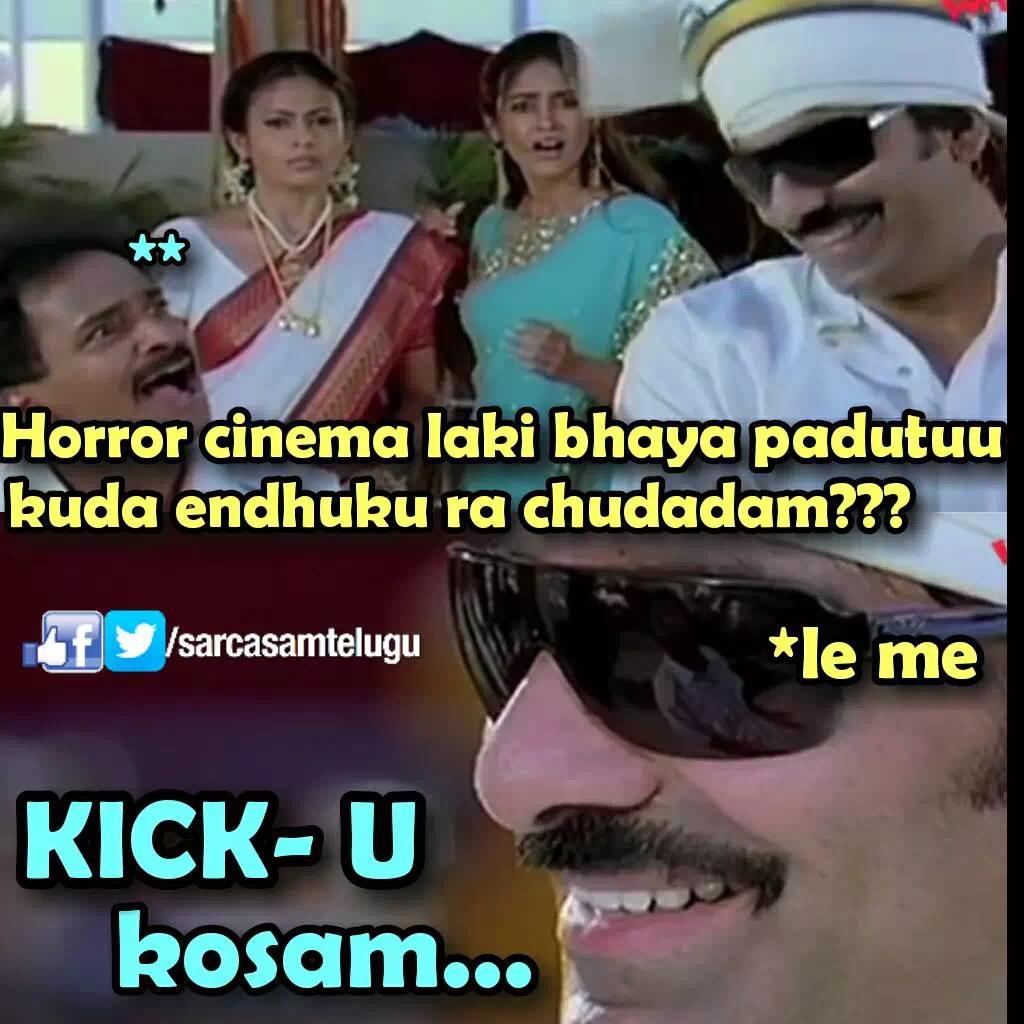 **
Horror cinema laki bhaya padutuu
kuda endhuku ra chudadam???
f /sarcasamtelugu
*le me
KICK- U
kosam...